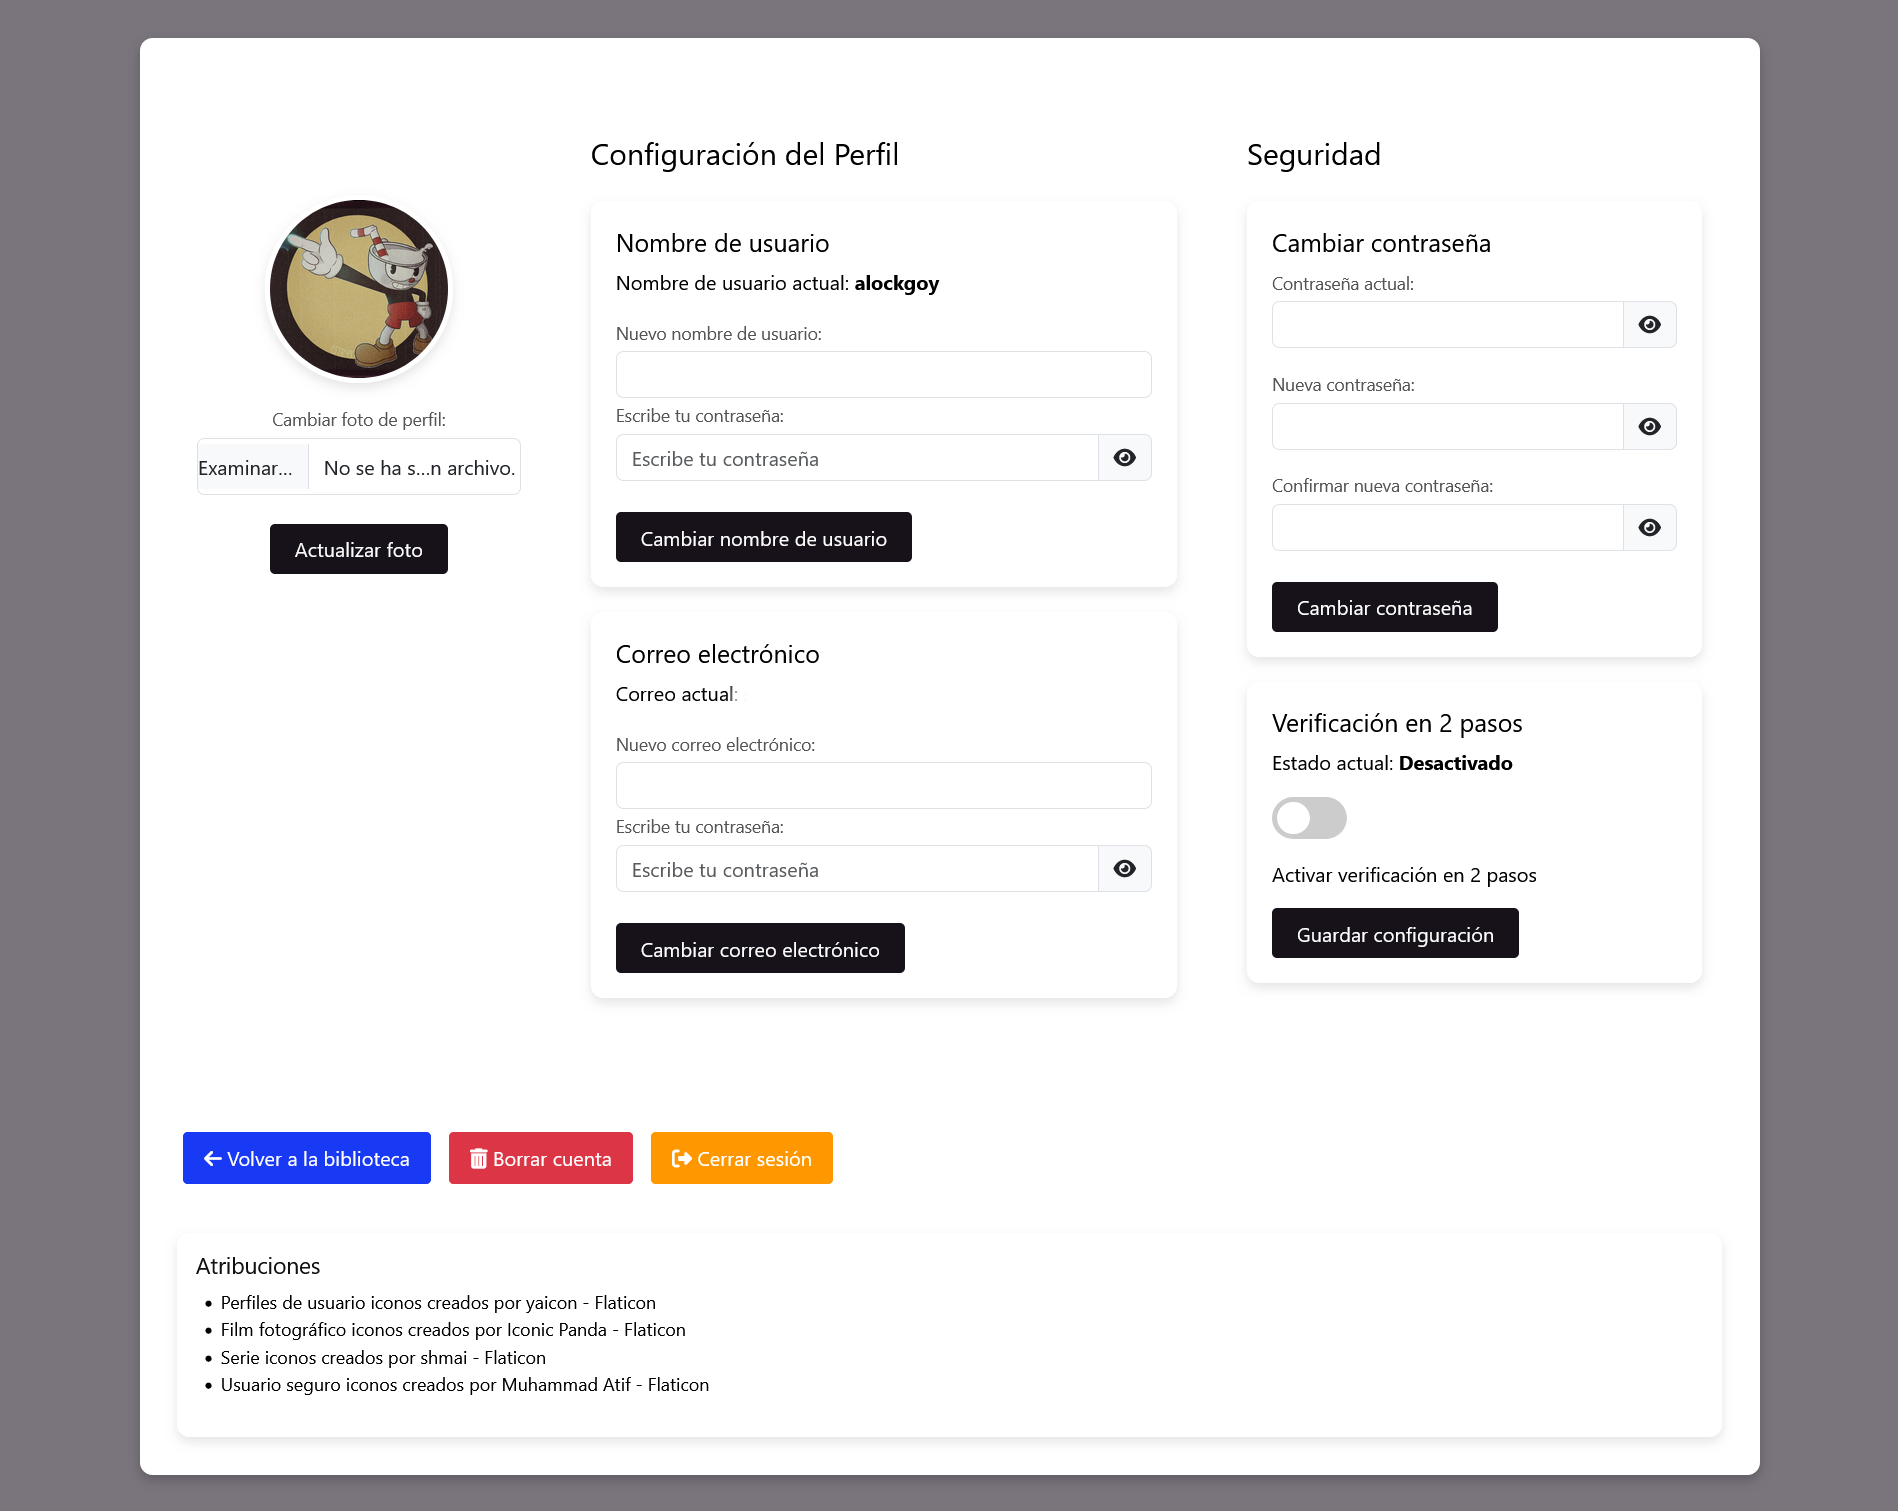 Cambiar foto de perfil:
Examinar... No se ha s...n archivo.
Actualizar foto
Configuración del Perfil
Nombre de usuario
Nombre de usuario actual: alockgoy
Nuevo nombre de usuario:
Escribe tu contraseña:
Escribe tu contraseña
Cambiar nombre de usuario
Correo electrónico
Correo actual:
Nuevo correo electrónico:
Escribe tu contraseña:
Escribe tu contraseña
Cambiar correo electrónico
Seguridad
Cambiar contraseña
Contraseña actual:
Nueva contraseña:
Confirmar nueva contraseña:
Cambiar contraseña
Verificación en 2 pasos
Estado actual: Desactivado
Activar verificación en 2 pasos
Guardar configuración
Volver a la biblioteca
Borrar cuenta
Cerrar sesión
Atribuciones
• Perfiles de usuario iconos creados por yaicon - Flaticon
• Film fotográfico iconos creados por Iconic Panda - Flaticon
• Serie iconos creados por shmai - Flaticon
• Usuario seguro iconos creados por Muhammad Atif - Flaticon